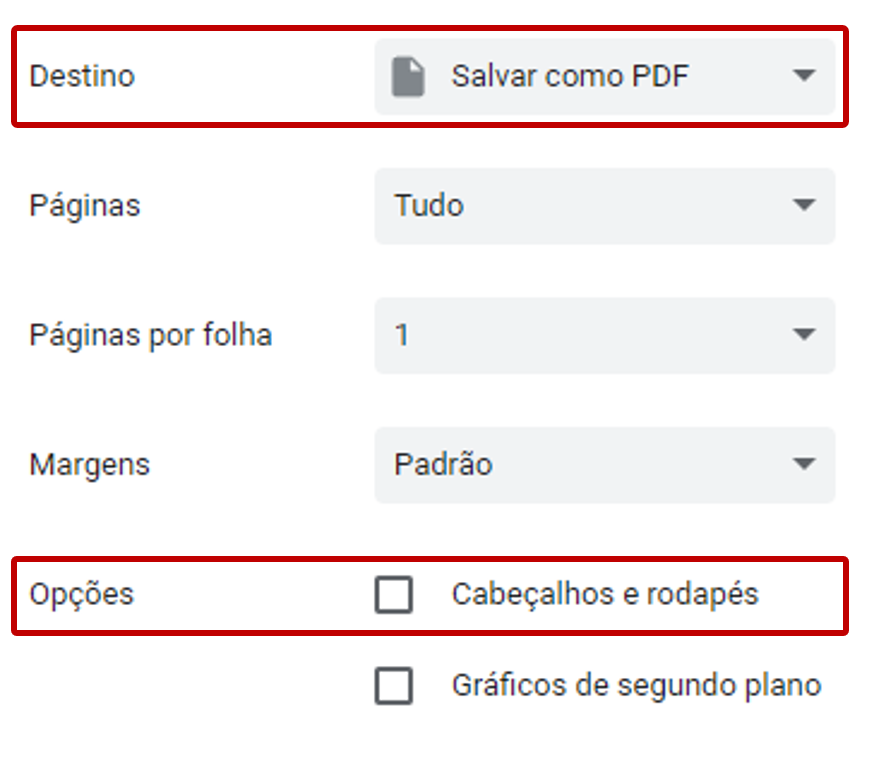 Destino Salvar como PDF
Páginas Tudo
Páginas por folha 1
Margens Padrão
Opções Cabeçalhos e rodapés
Gráficos de segundo plano